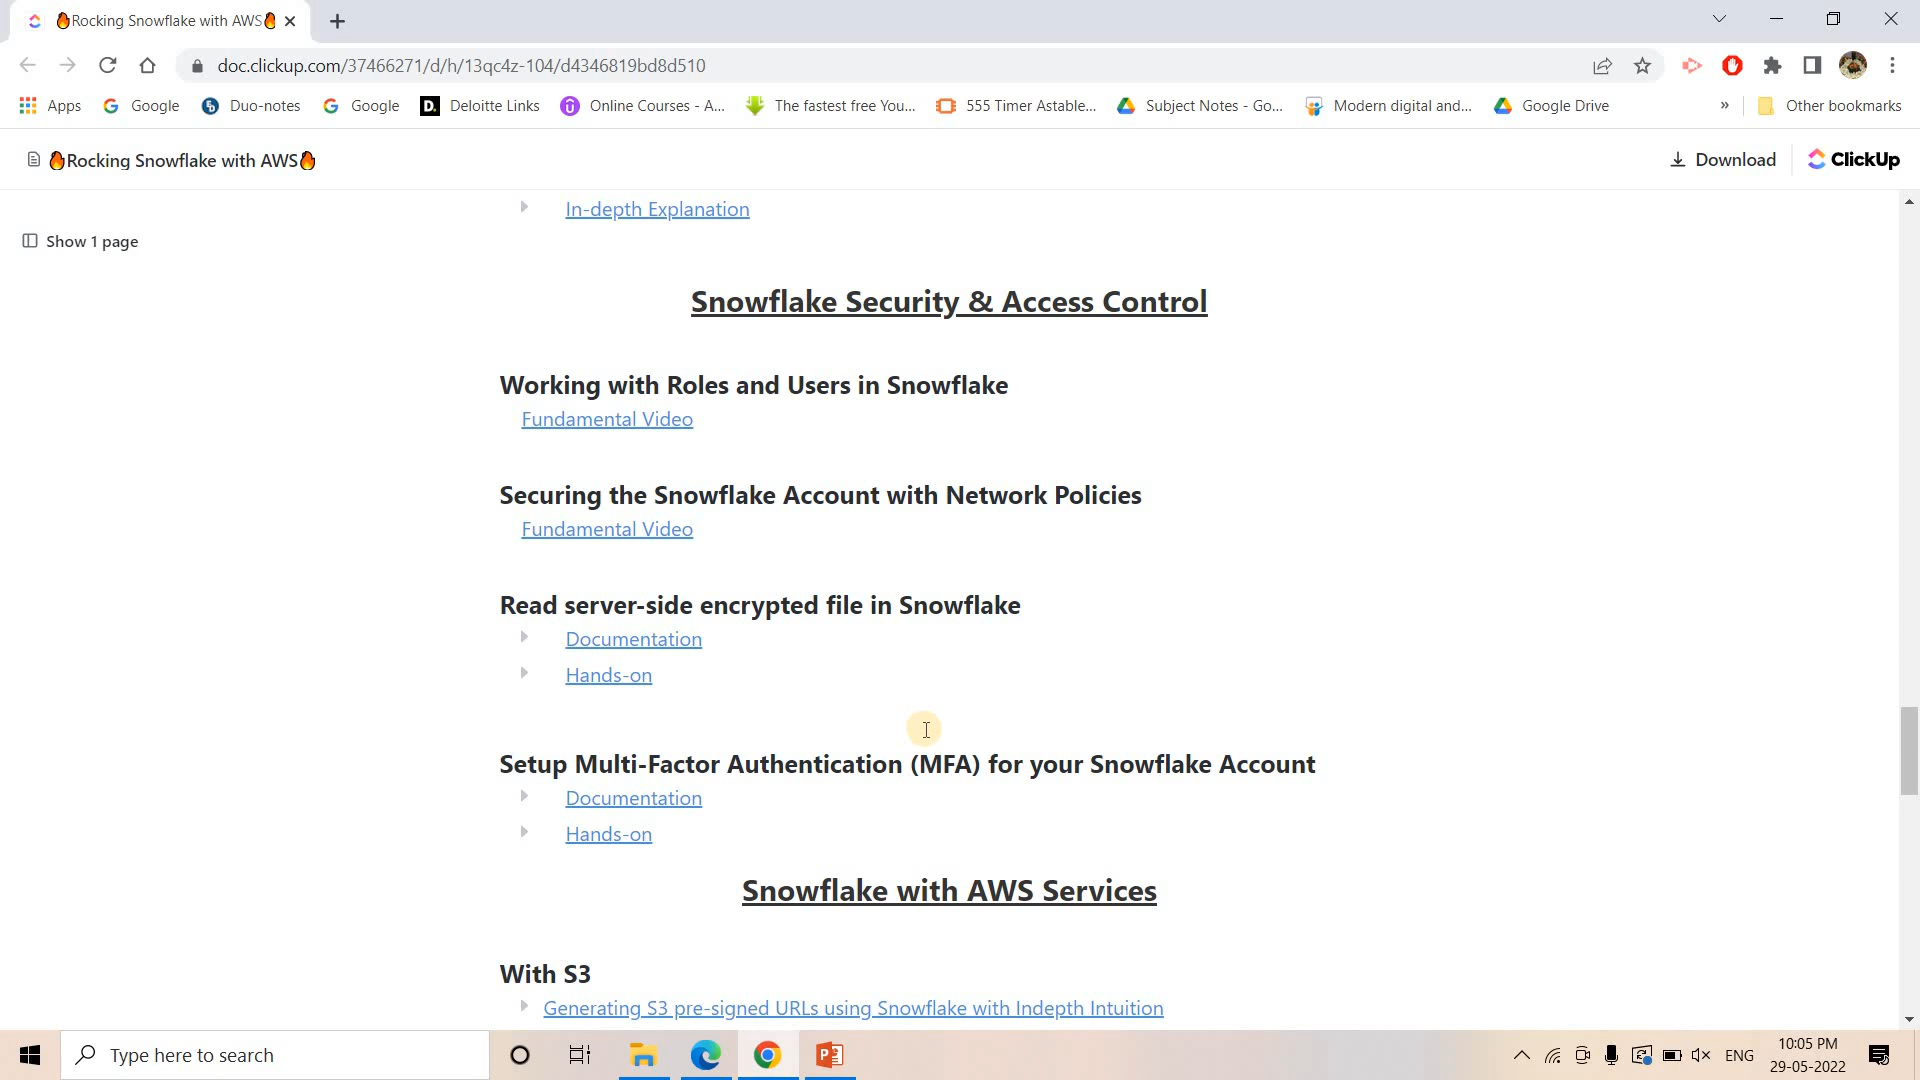 🔥Rocking Snowflake with AWS🔥
doc.clickup.com/37466271/d/h/13qc4z-104/d4346819bd8d510
Apps Google Duo-notes Google D. Deloitte Links Online Courses - A... The fastest free You... 555 Timer Astable... Subject Notes - Go... Modern digital and... Google Drive » Other bookmarks
🔥Rocking Snowflake with AWS🔥 Download ClickUp
In-depth Explanation
Show 1 page
Snowflake Security & Access Control
Working with Roles and Users in Snowflake
Fundamental Video
Securing the Snowflake Account with Network Policies
Fundamental Video
Read server-side encrypted file in Snowflake
Documentation
Hands-on
Setup Multi-Factor Authentication (MFA) for your Snowflake Account
Documentation
Hands-on
Snowflake with AWS Services
With S3
Generating S3 pre-signed URLs using Snowflake with Indepth Intuition
Type here to search
ENG
10:05 PM
29-05-2022